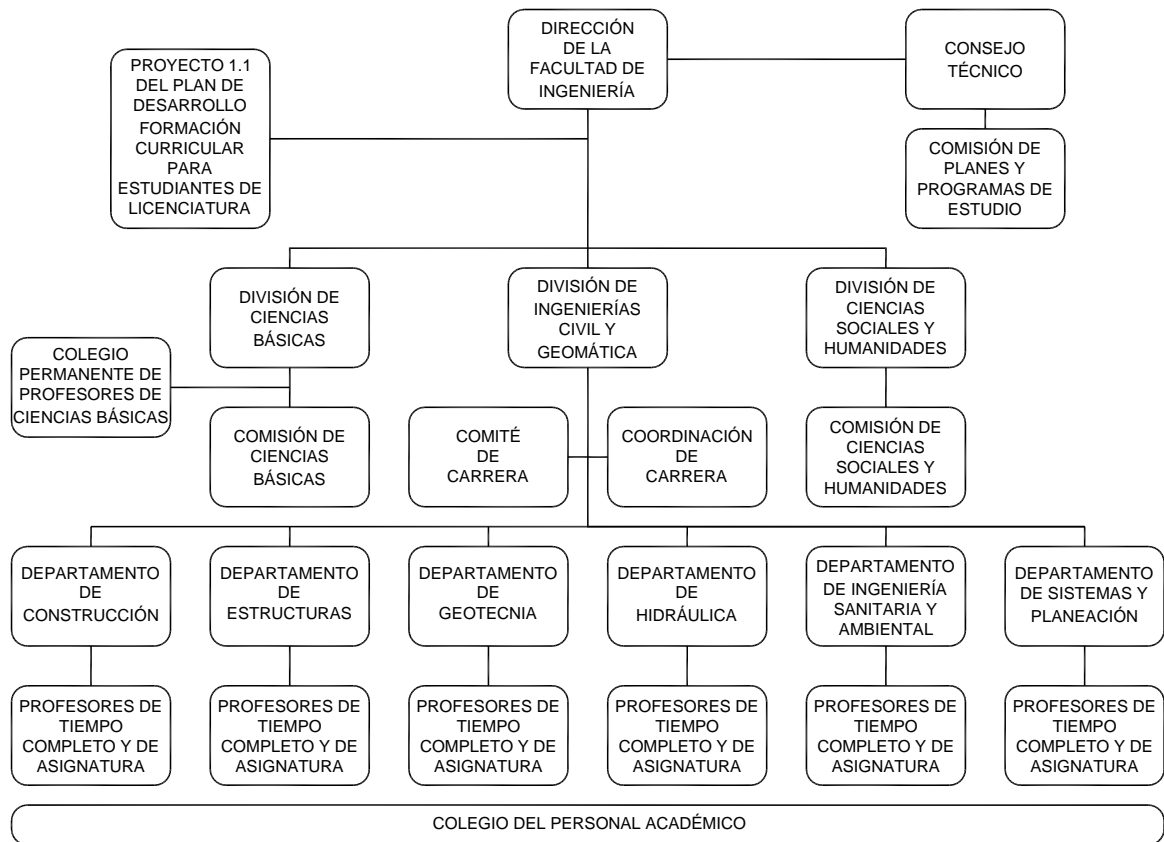 DIRECCIÓN
DE LA
FACULTAD DE
INGENIERÍA
CONSEJO
TÉCNICO
PROYECTO 1.1
DEL PLAN DE
DESARROLLO
FORMACIÓN
CURRICULAR
PARA
ESTUDIANTES DE
LICENCIATURA
COMISIÓN DE
PLANES Y
PROGRAMAS DE
ESTUDIO
DIVISIÓN DE
CIENCIAS
BÁSICAS
DIVISIÓN DE
INGENIERÍAS
CIVIL Y
GEOMÁTICA
DIVISIÓN DE
CIENCIAS
SOCIALES Y
HUMANIDADES
COLEGIO
PERMANENTE DE
PROFESORES DE
CIENCIAS BÁSICAS
COMISIÓN DE
CIENCIAS
BÁSICAS
COMITÉ
DE
CARRERA
COORDINACIÓN
DE
CARRERA
COMISIÓN DE
CIENCIAS
SOCIALES Y
HUMANIDADES
DEPARTAMENTO
DE
CONSTRUCCIÓN
DEPARTAMENTO
DE
ESTRUCTURAS
DEPARTAMENTO
DE
GEOTECNIA
DEPARTAMENTO
DE
HIDRÁULICA
DEPARTAMENTO
DE INGENIERÍA
SANITARIA Y
AMBIENTAL
DEPARTAMENTO
DE SISTEMAS Y
PLANEACIÓN
PROFESORES DE
TIEMPO
COMPLETO Y DE
ASIGNATURA
PROFESORES DE
TIEMPO
COMPLETO Y DE
ASIGNATURA
PROFESORES DE
TIEMPO
COMPLETO Y DE
ASIGNATURA
PROFESORES DE
TIEMPO
COMPLETO Y DE
ASIGNATURA
PROFESORES DE
TIEMPO
COMPLETO Y DE
ASIGNATURA
PROFESORES DE
TIEMPO
COMPLETO Y DE
ASIGNATURA
COLEGIO DEL PERSONAL ACADÉMICO